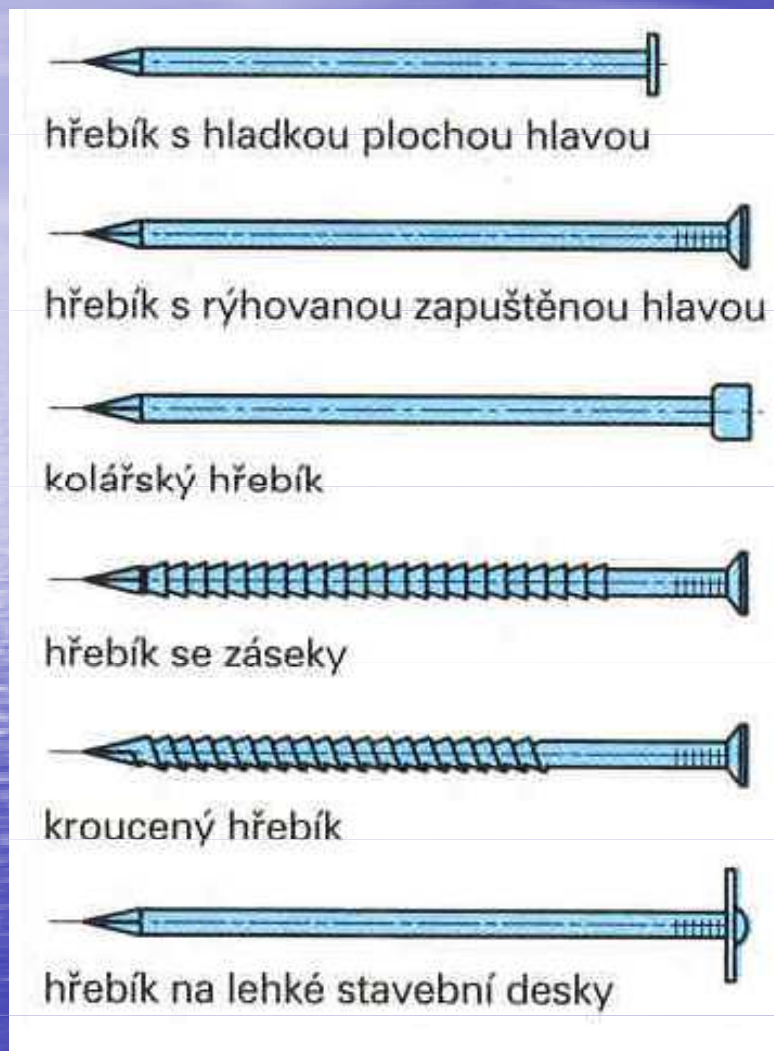 hřebík s hladkou plochou hlavou
hřebík s rýhovanou zapuštěnou hlavou
kolářský hřebík
hřebík se záseky
kroucený hřebík
hřebík na lehké stavební desky